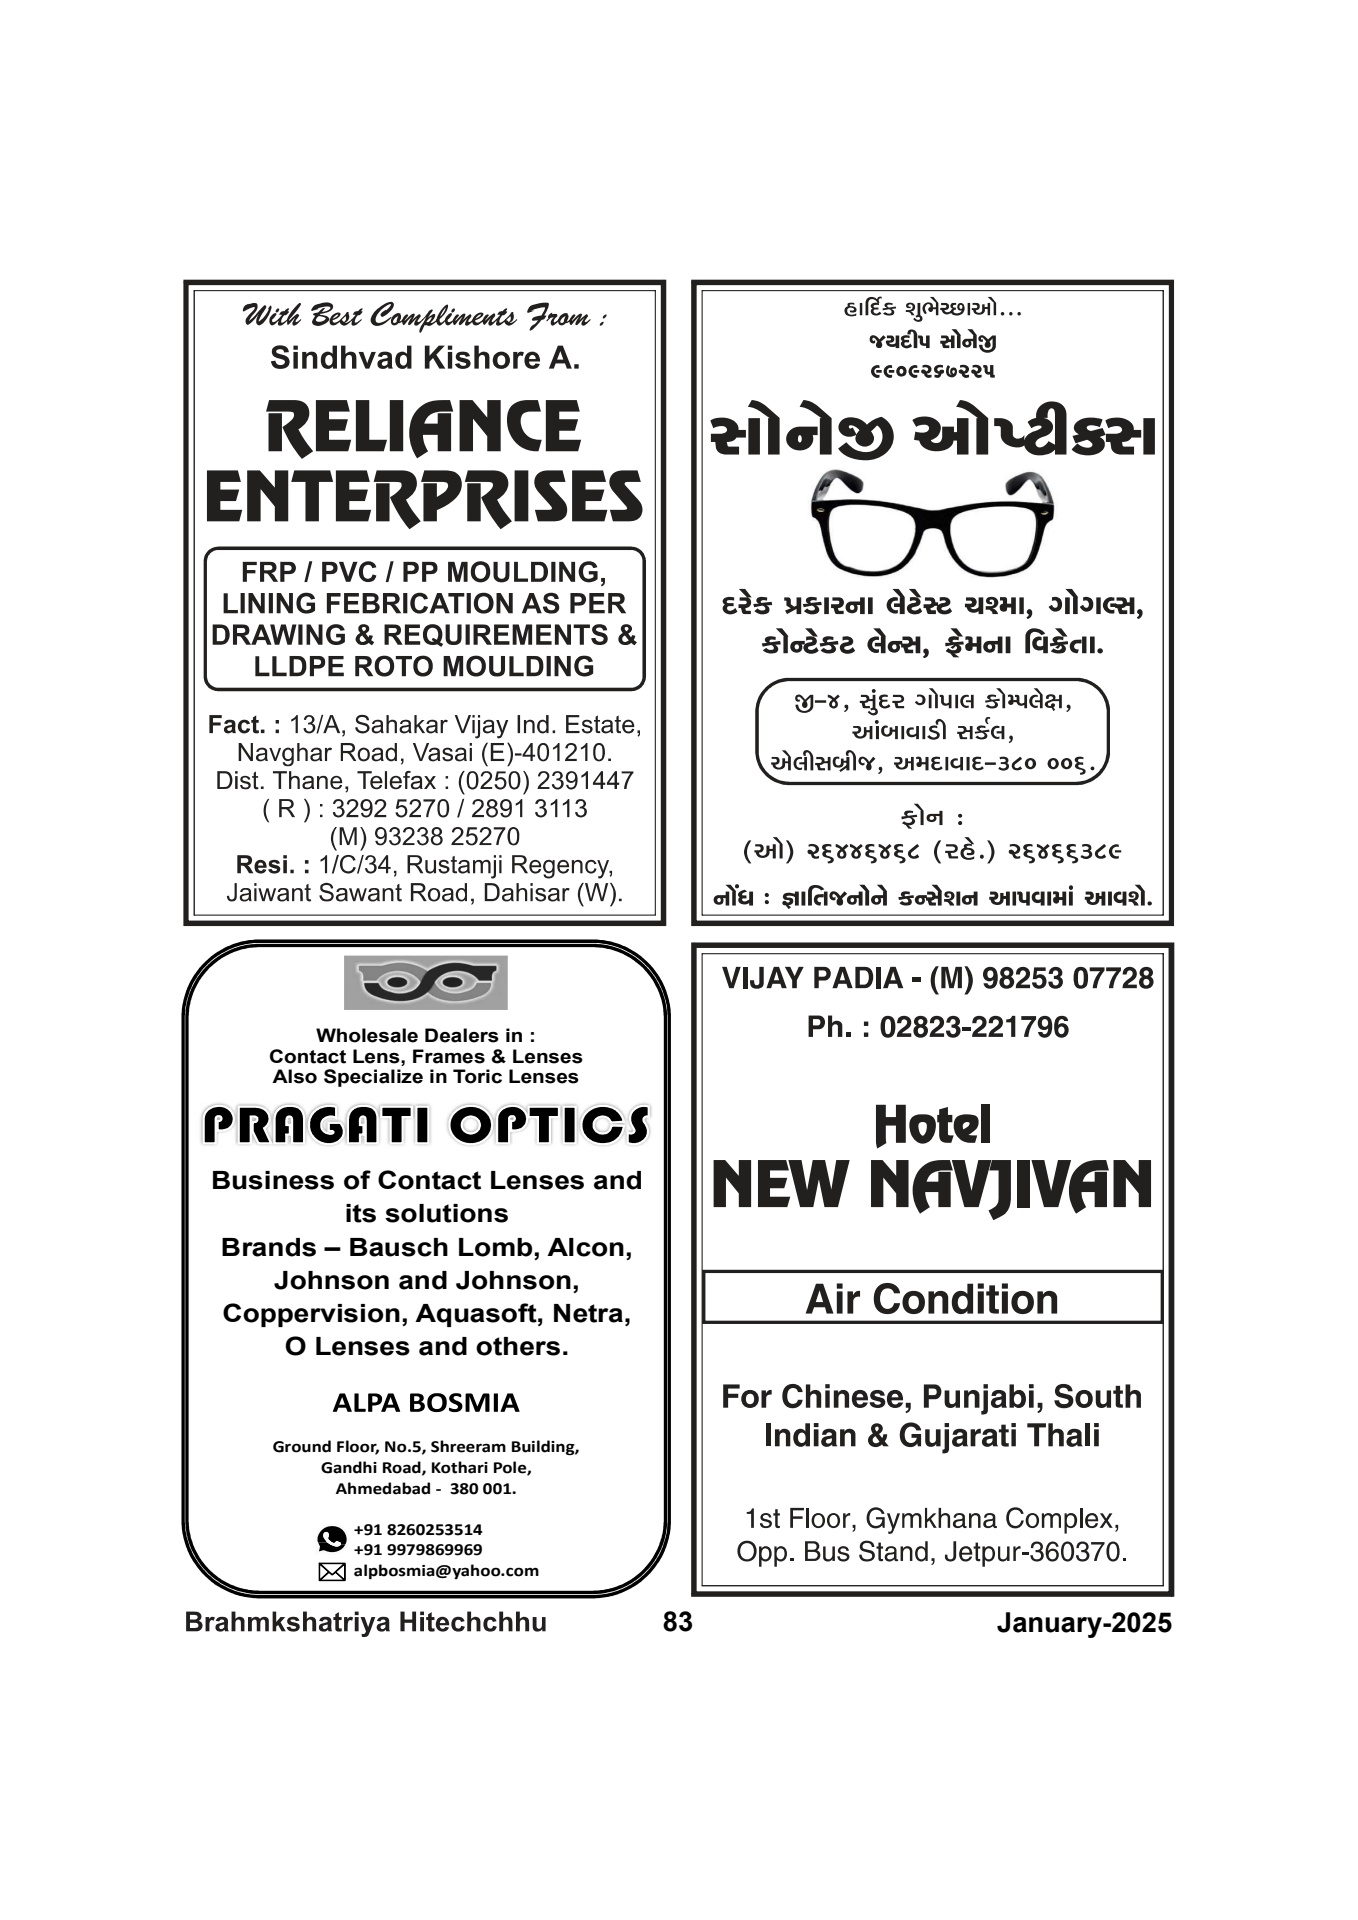 With Best Compliments From :
Sindhvad Kishore A.
RELIANCE
ENTERPRISES
FRP / PVC / PP MOULDING,
LINING FEBRICATION AS PER
DRAWING & REQUIREMENTS &
LLDPE ROTO MOULDING
Fact. : 13/A, Sahakar Vijay Ind. Estate,
Navghar Road, Vasai (E)-401210.
Dist. Thane, Telefax : (0250) 2391447
( R ) : 3292 5270 / 2891 3113
(M) 93238 25270
Resi. : 1/C/34, Rustamji Regency,
Jaiwant Sawant Road, Dahisar (W).
હાર્દિક શુભેચ્છાઓ...
જયદીપ સોનેજી
૯૯૦૯૨૬૭૨૨૫
સોનેજી ઓપ્ટીક્સ
દરેક પ્રકારના લેટેસ્ટ ચશ્મા, ગોગલ્સ,
કોન્ટેકટ લેન્સ, ફ્રેમના વિક્રેતા.
જી-૪, સુંદર ગોપાલ કોમ્પલેક્ષ,
આંબાવાડી સર્કલ,
એલીસબ્રીજ, અમદાવાદ-૩૮૦ ૦૦૬.
ફોન :
(ઓ) ૨૬૪૪૬૪૬૮ (રહે.) ૨૬૪૬૬૩૮૯
નોંધ : જ્ઞાતિજનોને કન્સેશન આપવામાં આવશે.
Wholesale Dealers in :
Contact Lens, Frames & Lenses
Also Specialize in Toric Lenses
PRAGATI OPTICS
Business of Contact Lenses and
its solutions
Brands – Bausch Lomb, Alcon,
Johnson and Johnson,
Coppervision, Aquasoft, Netra,
O Lenses and others.
ALPA BOSMIA
Ground Floor, No.5, Shreeram Building,
Gandhi Road, Kothari Pole,
Ahmedabad - 380 001.
+91 8260253514
+91 9979869969
alpbosmia@yahoo.com
VIJAY PADIA - (M) 98253 07728
Ph. : 02823-221796
Hotel
NEW NAVJIVAN
Air Condition
For Chinese, Punjabi, South
Indian & Gujarati Thali
1st Floor, Gymkhana Complex,
Opp. Bus Stand, Jetpur-360370.
Brahmkshatriya Hitechchhu 83 January-2025